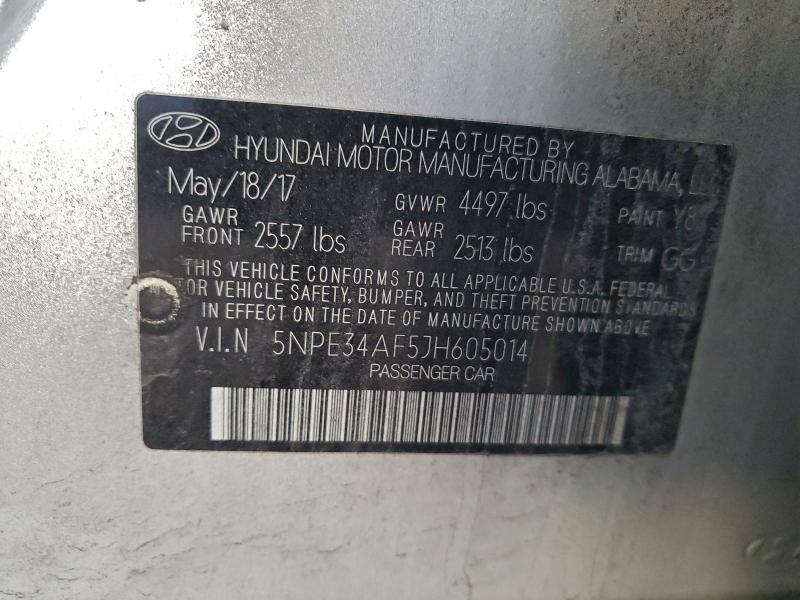 MANUFACTURED BY
HYUNDAI MOTOR MANUFACTURING ALABAMA,
May/18/17 GVWR 4497 lbs PAINT
GAWR FRONT 2557 lbs GAWR REAR 2513 lbs TRIM GG
THIS VEHICLE CONFORMS TO ALL APPLICABLE U.S.A. FEDERAL
VEHICLE SAFETY, BUMPER, AND THEFT PREVENTION STANDARDS
IN EFFECT ON THE DATE OF MANUFACTURE SHOWN ABOVE.
V.I.N 5NPE34AF5JH605014
PASSENGER CAR